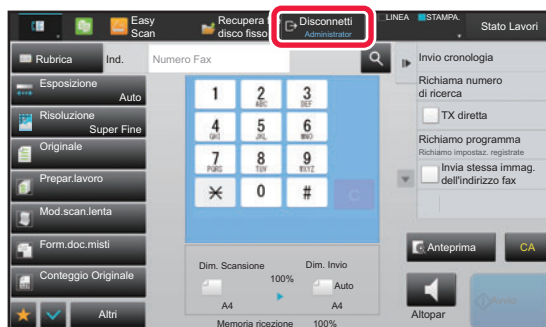 Easy
Scan
Recupera f
disco fisso
Disconnetti
Administrator
LINEA
STAMPA.
Stato Lavori
Rubrica
Ind.
Numero Fax
Invio cronologia
Richiama numero
di ricerca
TX diretta
Richiamo programma
Richiamo impostaz. registrate
Invia stessa immag.
dell'indirizzo fax
Esposizione
Auto
Risoluzione
Super Fine
Originale
Prepar.lavoro
Mod.scan.lenta
Form.doc.misti
Conteggio Originale
Altri
1
2
ABC
3
DEF
4
GHI
5
JKL
6
MNO
7
PQRS
8
TUV
9
WXYZ
0
#
C
Dim. Scansione
Dim. Invio
100%
Auto
A4
A4
Memoria ricezione
100%
Anteprima
CA
Altopar
Avvio